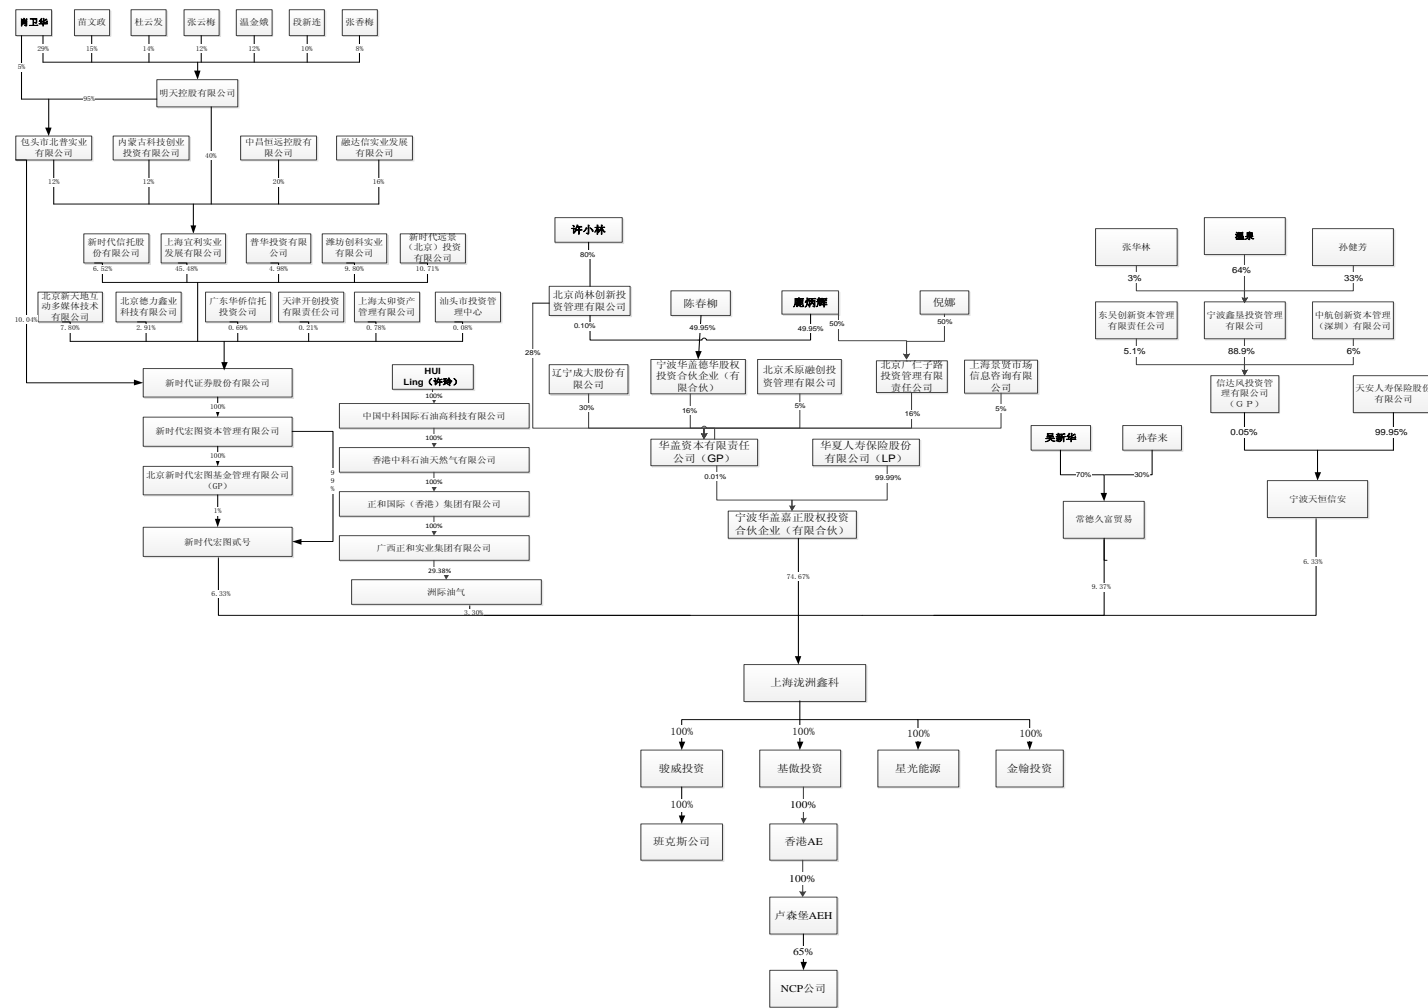 肖卫华
苗文政
杜云发
张云梅
温金娥
段新连
张香梅
29%
15%
14%
12%
12%
10%
8%
5%
明天控股有限公司
95%
包头市北普实业
有限公司
内蒙古科技创业
投资有限公司
中昌恒远控股有
限公司
融达信实业发展
有限公司
40%
12%
12%
20%
16%
新时代信托股
份有限公司
上海宜利实业
发展有限公司
普华投资有限
公司
潍坊创科实业
有限公司
新时代远景
（北京）投资
有限公司
6.52%
45.48%
4.98%
9.80%
10.71%
北京新天地互
动多媒体技术
有限公司
北京德力鑫业
科技有限公司
广东华侨信托
投资公司
天津开创投资
有限责任公司
上海太卯资产
管理有限公司
汕头市投资管
理中心
10.04%
7.80%
2.91%
0.69%
0.21%
0.78%
0.08%
新时代证券股份有限公司
100%
新时代宏图资本管理有限公司
100%
99%
北京新时代宏图基金管理有限公司
(GP)
1%
新时代宏图贰号
6.33%
HUI
Ling（许玲）
100%
中国中科国际石油高科技有限公司
100%
香港中科石油天然气有限公司
100%
正和国际（香港）集团有限公司
100%
广西正和实业集团有限公司
29.38%
洲际油气
3.30%
许小林
80%
北京尚林创新投
资管理有限公司
陈春柳
鹿炳辉
倪娜
0.10%
49.95%
49.95%
50%
50%
28%
辽宁成大股份有
限公司
宁波华盖德华股权
投资合伙企业（有
限合伙）
北京禾原融创投
资管理有限公司
北京广仁子路
投资管理有限
责任公司
上海景贤市场
信息咨询有限公
司
30%
16%
5%
16%
5%
华盖资本有限责任
公司（GP）
华夏人寿保险股份
有限公司（LP）
0.01%
99.99%
宁波华盖嘉正股权投资
合伙企业（有限合伙）
74.67%
吴新华
孙春来
70%
30%
常德久富贸易
9.37%
张华林
温泉
孙健芳
3%
64%
33%
东吴创新资本管理
有限责任公司
宁波鑫垦投资管理
有限公司
中航创新资本管理
（深圳）有限公司
5.1%
88.9%
6%
信达风投资管
理有限公司
（ＧＰ）
天安人寿保险股份
有限公司
0.05%
99.95%
宁波天恒信安
6.33%
上海泷洲鑫科
100%
100%
100%
100%
骏威投资
基傲投资
星光能源
金翰投资
100%
100%
班克斯公司
香港AE
100%
卢森堡AEH
65%
NCP公司